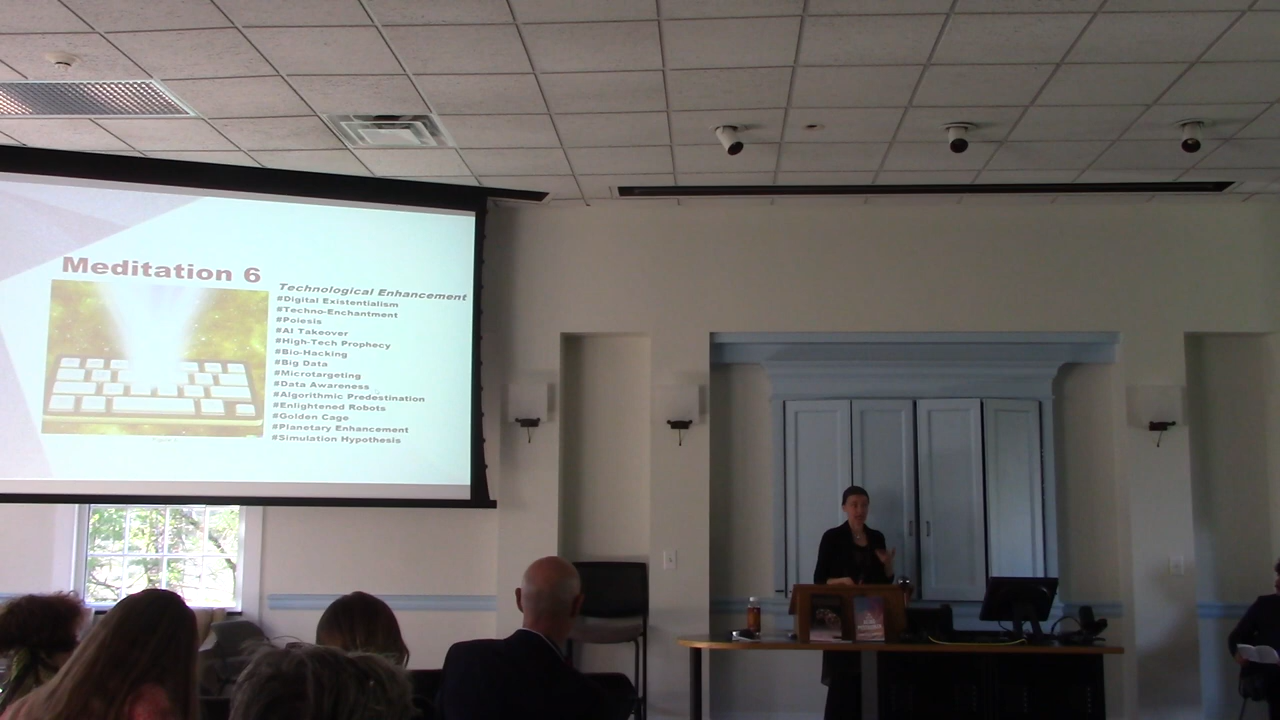 Meditation 6
Technological Enhancement
#Digital Existentialism
#Techno-Enchantment
#Poiesis
#AI Takeover
#High-Tech Prophecy
#Bio-Hacking
#Big Data
#Microtargeting
#Data Awareness
#Algorithmic Predestination
#Enlightened Robots
#Golden Cage
#Planetary Enhancement
#Simulation Hypothesis